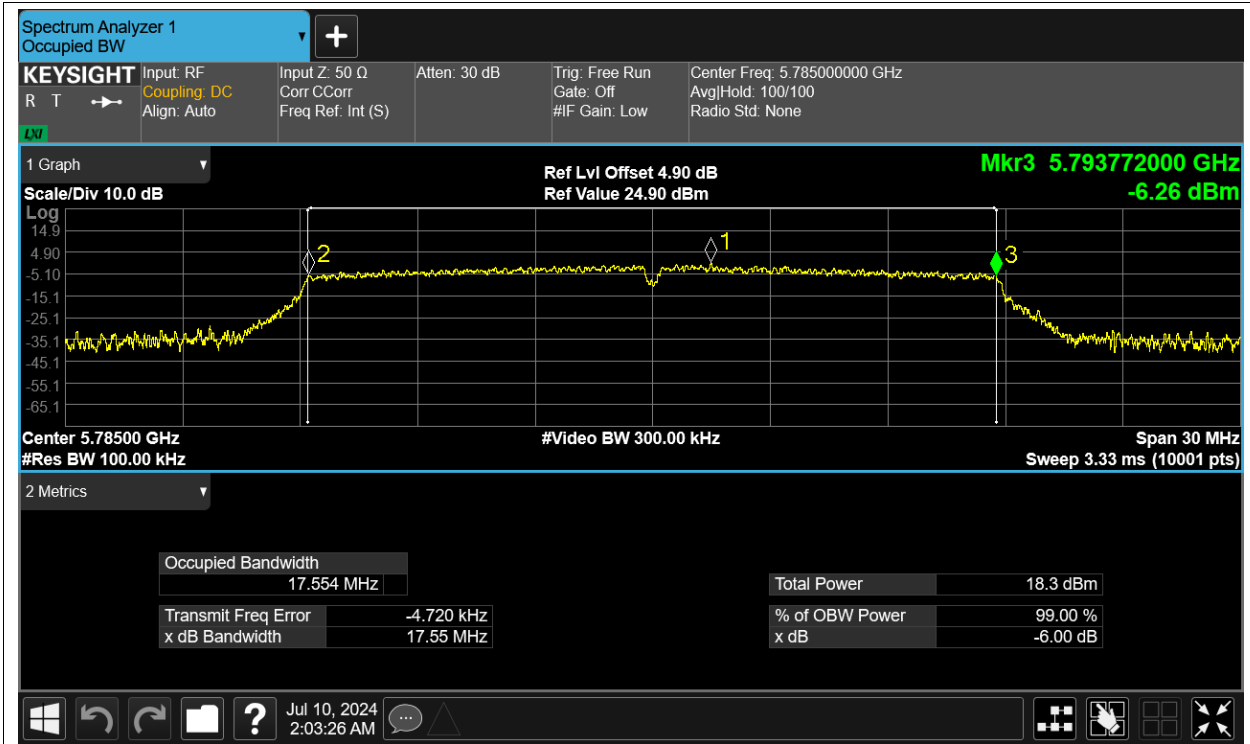 Spectrum Analyzer 1
Occupied BW
▼
+
KEYSIGHT
R T
LXI
Input: RF
Coupling: DC
Align: Auto
Input Z: 50 Ω
Corr CCorr
Freq Ref: Int (S)
Atten: 30 dB
Trig: Free Run
Gate: Off
#IF Gain: Low
Center Freq: 5.785000000 GHz
Avg|Hold: 100/100
Radio Std: None
1 Graph
Scale/Div 10.0 dB
Ref Lvl Offset 4.90 dB
Ref Value 24.90 dBm
Mkr3 5.793772000 GHz
-6.26 dBm
Log
14.9
4.90
-5.10
-15.1
-25.1
-35.1
-45.1
-55.1
-65.1
2
1
3
Center 5.78500 GHz
#Res BW 100.00 kHz
#Video BW 300.00 kHz
Span 30 MHz
Sweep 3.33 ms (10001 pts)
2 Metrics
Occupied Bandwidth
17.554 MHz
Transmit Freq Error -4.720 kHz
x dB Bandwidth 17.55 MHz
Total Power 18.3 dBm
% of OBW Power 99.00 %
x dB -6.00 dB
?
Jul 10, 2024
2:03:26 AM